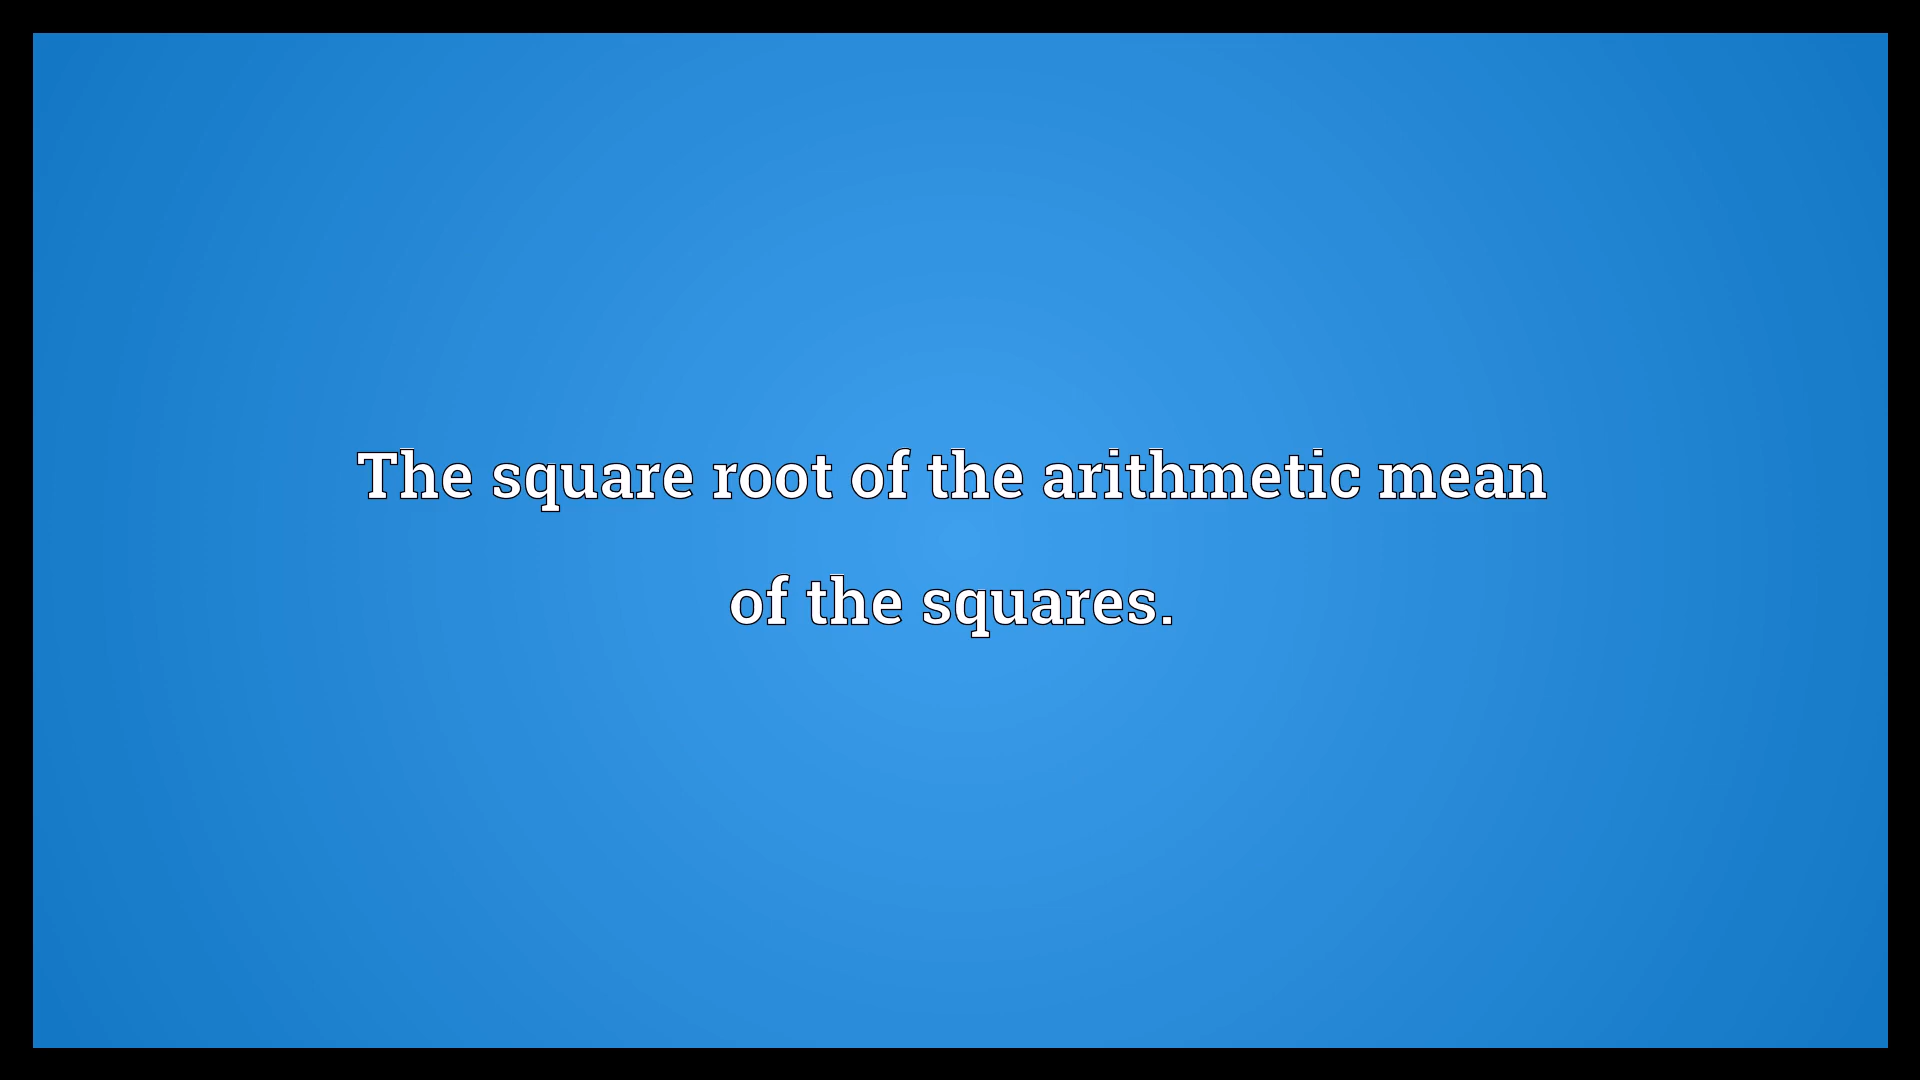 The square root of the arithmetic mean
of the squares.